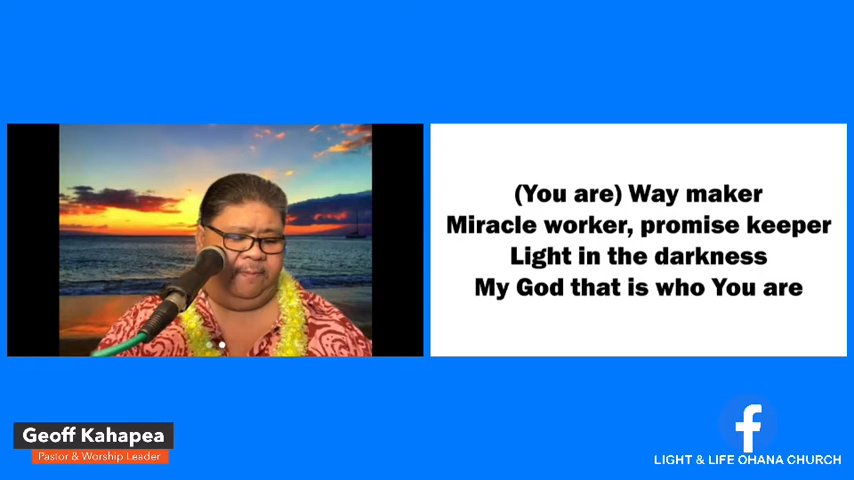 (You are) Way maker
Miracle worker, promise keeper
Light in the darkness
My God that is who You are
Geoff Kahapea
Pastor & Worship Leader
f
LIGHT & LIFE OHANA CHURCH